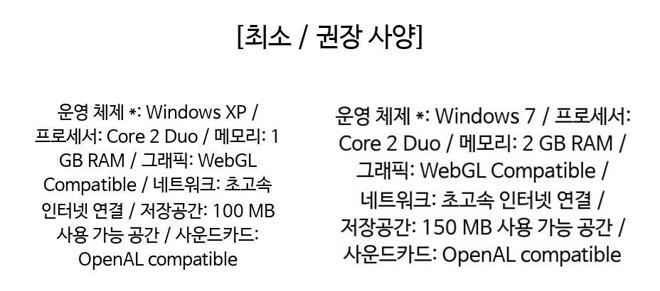 [최소 / 권장 사양]
운영 체제 *: Windows XP /
프로세서: Core 2 Duo / 메모리: 1
GB RAM / 그래픽: WebGL
Compatible / 네트워크: 초고속
인터넷 연결 / 저장공간: 100 MB
사용 가능 공간 / 사운드카드:
OpenAL compatible
운영 체제 *: Windows 7 / 프로세서:
Core 2 Duo / 메모리: 2 GB RAM /
그래픽: WebGL Compatible /
네트워크: 초고속 인터넷 연결 /
저장공간: 150 MB 사용 가능 공간 /
사운드카드: OpenAL compatible